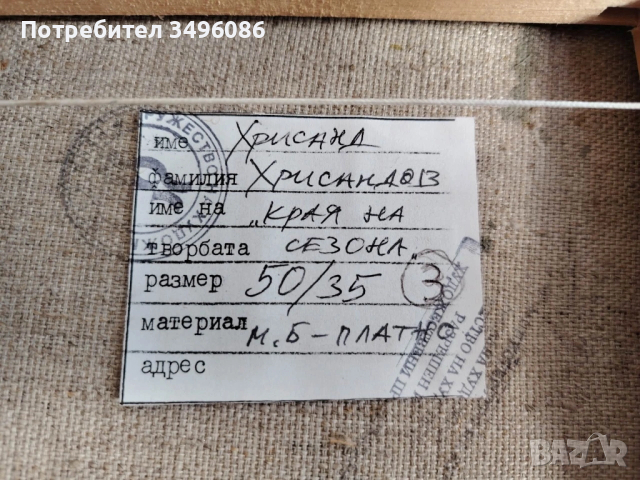 Потребител 3496086
име Хрисанд
фамилия Хрисандов
име на „Края на
творбата сезона"
размер 50/35 3
материал м.б-платно
адрес
BAZAR